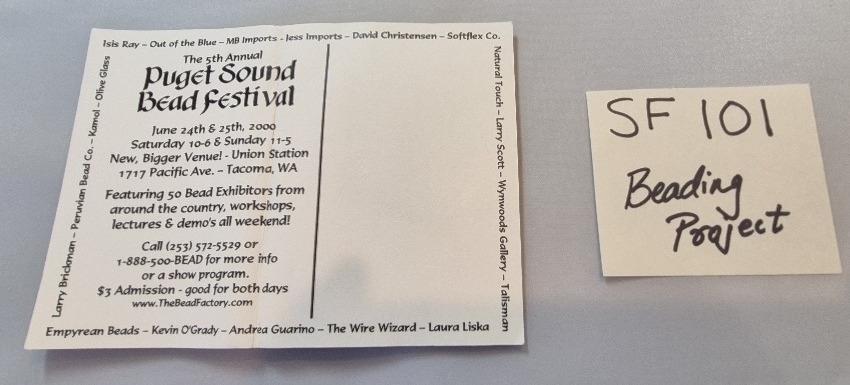 Isis Ray – Out of the Blue – MB Imports - Jess Imports – David Christensen – Softflex Co.
Larry Brickman – Peruvian Bead Co. – Kamol – Olive Glass
The 5th Annual
Puget Sound
Bead Festival
June 24th & 25th, 2000
Saturday 10-6 & Sunday 11-5
New, Bigger Venue! - Union Station
1717 Pacific Ave. – Tacoma, WA
Featuring 50 Bead Exhibitors from
around the country, workshops,
lectures & demo's all weekend!
Call (253) 572-5529 or
1-888-500-BEAD for more info
or a show program.
$3 Admission - good for both days
www.TheBeadFactory.com
Natural Touch – Larry Scott – Wynwoods Gallery – Talisman
Empyrean Beads – Kevin O'Grady – Andrea Guarino – The Wire Wizard – Laura Liska
SF 101
Beading
Project